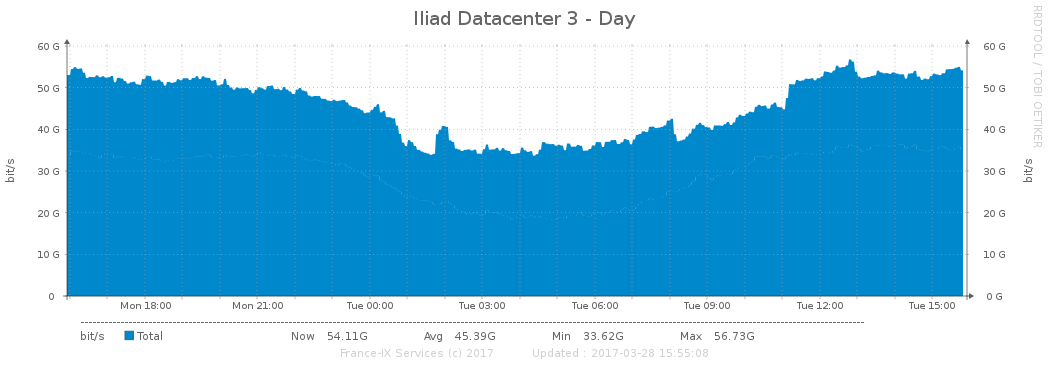 Iliad Datacenter 3 - Day
RRDTOOL / TOBI OETIKER
60 G 60 G
50 G 50 G
40 G 40 G
30 G 30 G
20 G 20 G
10 G 10 G
0 0 G
bit/s
bit/s
Mon 18:00 Mon 21:00 Tue 00:00 Tue 03:00 Tue 06:00 Tue 09:00 Tue 12:00 Tue 15:00
bit/s Total Now 54.11G Avg 45.39G Min 33.62G Max 56.73G
France-IX Services (c) 2017 Updated : 2017-03-28 15:55:08